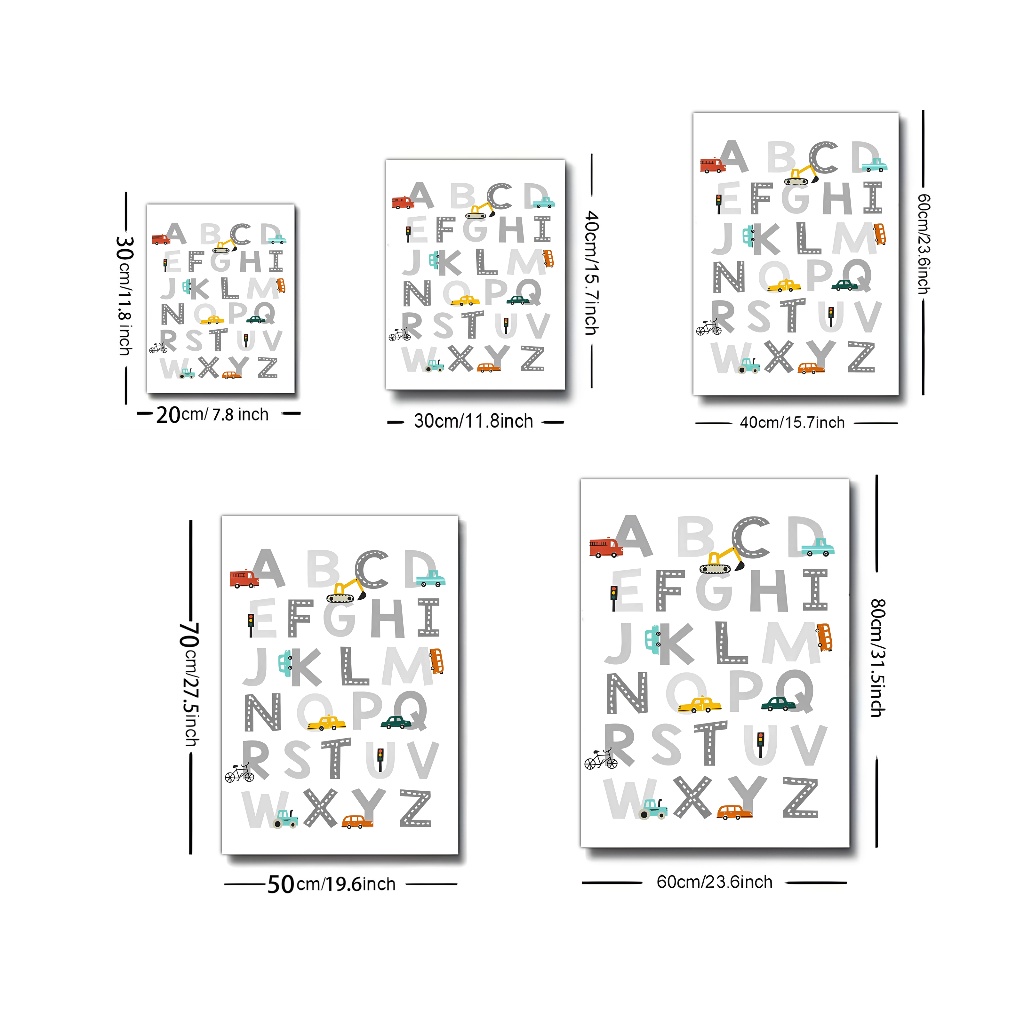 A B C D
E F G H I
J K L M
N O P Q
R S T U V
W X Y Z
30cm/11.8 inch
20cm/ 7.8 inch
A B C D
E F G H I
J K L M
N O P Q
R S T U V
W X Y Z
40cm/15.7inch
30cm/11.8inch
A B C D
E F G H I
J K L M
N O P Q
R S T U V
W X Y Z
60cm/23.6inch
40cm/15.7inch
A B C D
E F G H I
J K L M
N O P Q
R S T U V
W X Y Z
70cm/27.5inch
50cm/19.6inch
A B C D
E F G H I
J K L M
N O P Q
R S T U V
W X Y Z
80cm/31.5inch
60cm/23.6inch